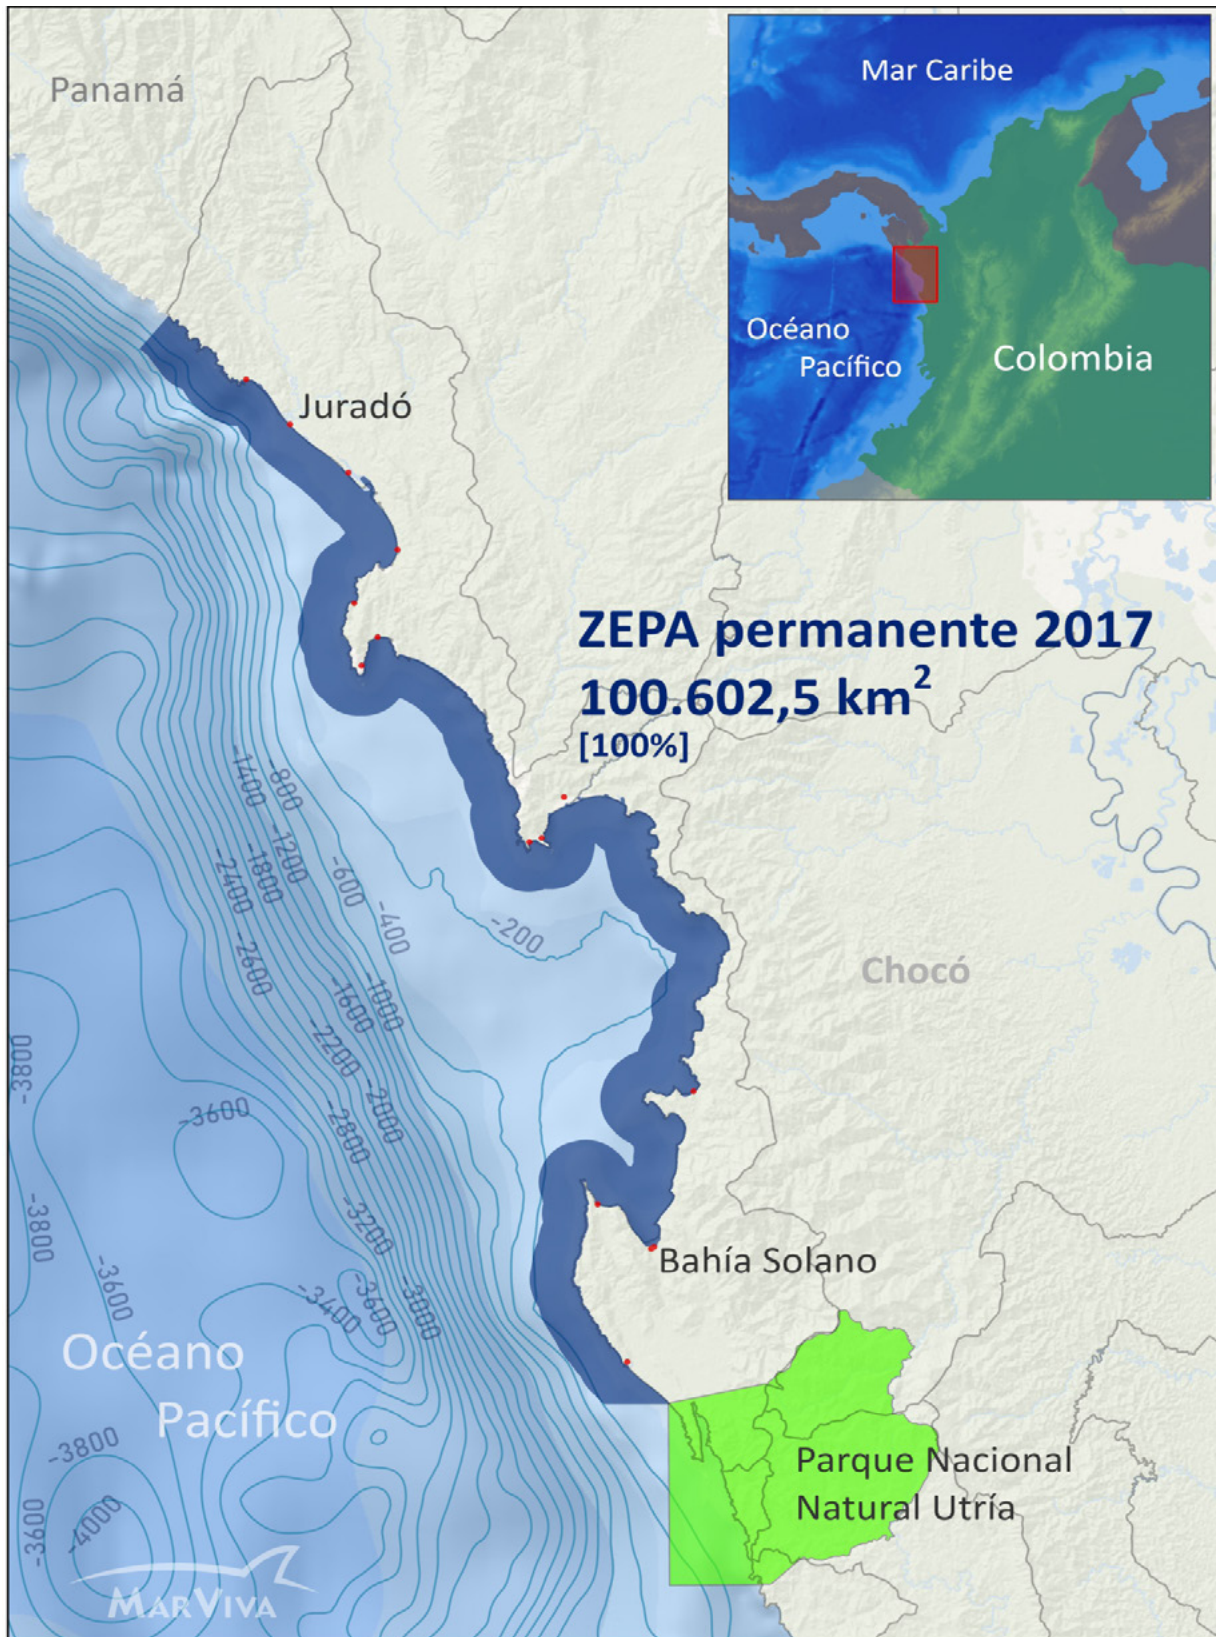 Panamá
Mar Caribe
Océano
Pacífico
Colombia
Juradó
ZEPA permanente 2017
100.602,5 km²
[100%]
-800
-1400
-1200
-1800
-2400
-2600
-600
-400
-200
Chocó
-1000
-1600
-2200
-2000
-2800
-3800
-3600
-3200
-3800
-3600
-3400
-3600
-3000
Bahía Solano
Océano
Pacífico
Parque Nacional
Natural Utría
-3800
-3600
-4000
MARVIVA